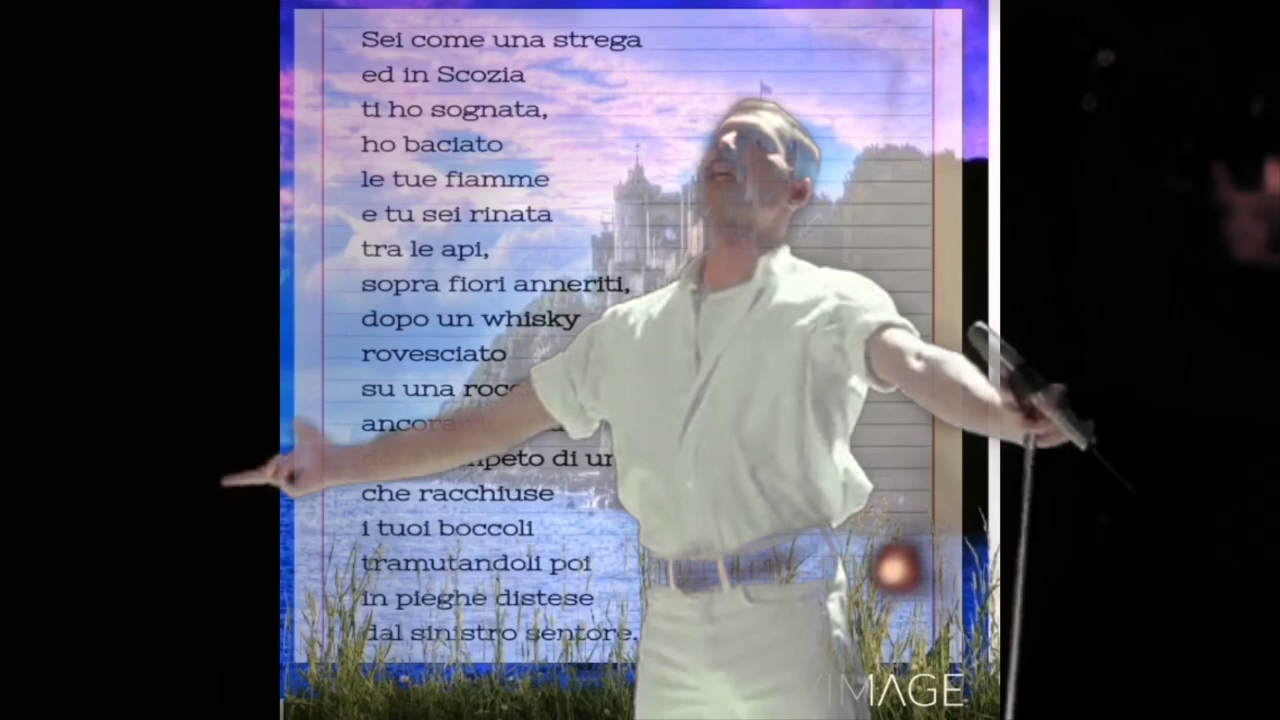 Sei come una strega
ed in Scozia
ti ho sognata,
ho baciato
le tue fiamme
e tu sei rinata
tra le api,
sopra fiori anneriti,
dopo un whisky
rovesciato
su una
ancora
di
che racchiuse
i tuoi boccoli
tramutandoli poi
in pieghe distese
dal sinistro sentore.
VIMAGE